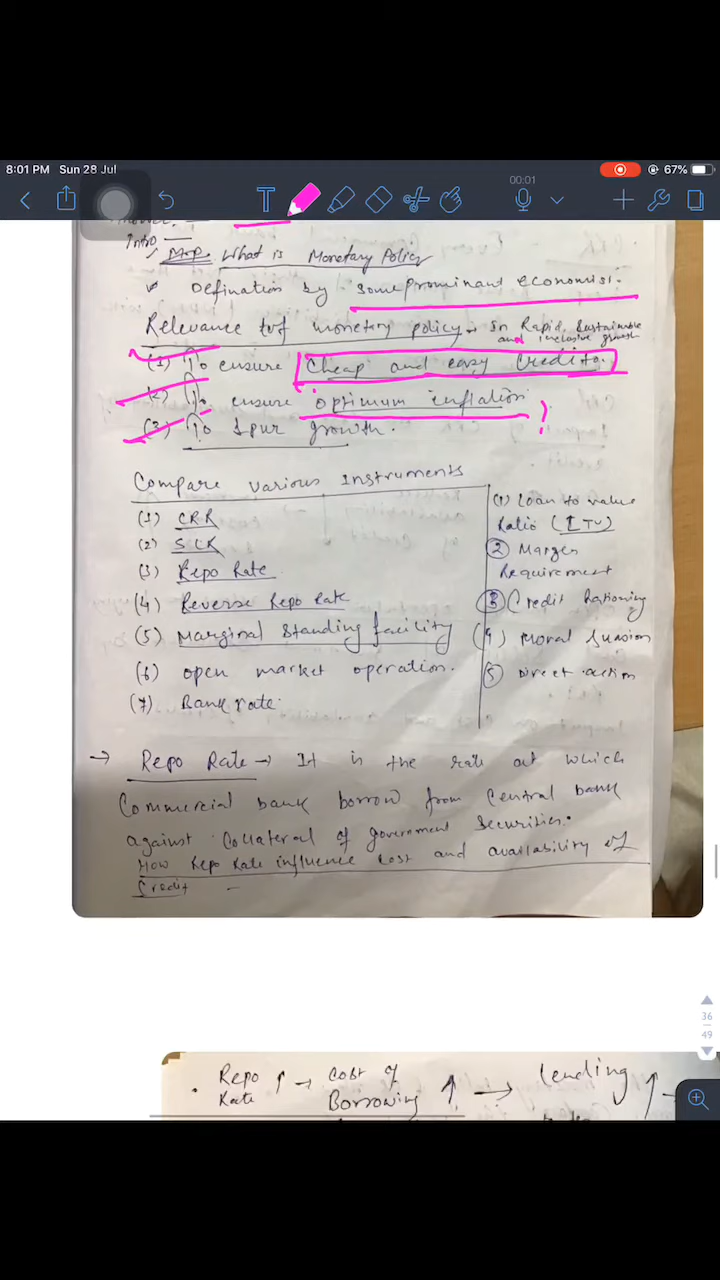 8:01 PM Sun 28 Jul
67%
00:01
T
Intro
Mop. What is Monetary Policy
Defination by some prominant economist.
Relevance tof monetary policy in Rapid, Sustainable
and inclusive growth
(1) To ensure Cheap and easy Credits.
(2) To ensure optimum inflation
(3) To spur growth.
Compare various Instruments
(1) CRR
(2) SLR
(3) Repo Rate
(4) Reverse Repo Rate
(5) Marginal Standing facility
(6) open market operation.
(7) Bank rate.
(1) Loan to value
Ratio (LTV)
(2) Margen
Requirement
(3) Credit Rationing
(4) Moral Suasion
(5) Direct action
→ Repo Rate → It is the rate at which
Commercial bank borrow from Central bank
against collateral of government Securities.
How Repo Rate influence cost and availability of
Credit –
36
49
• Repo ↑ → Cost of ↑ → lending ↑ →
Rate Borrowing